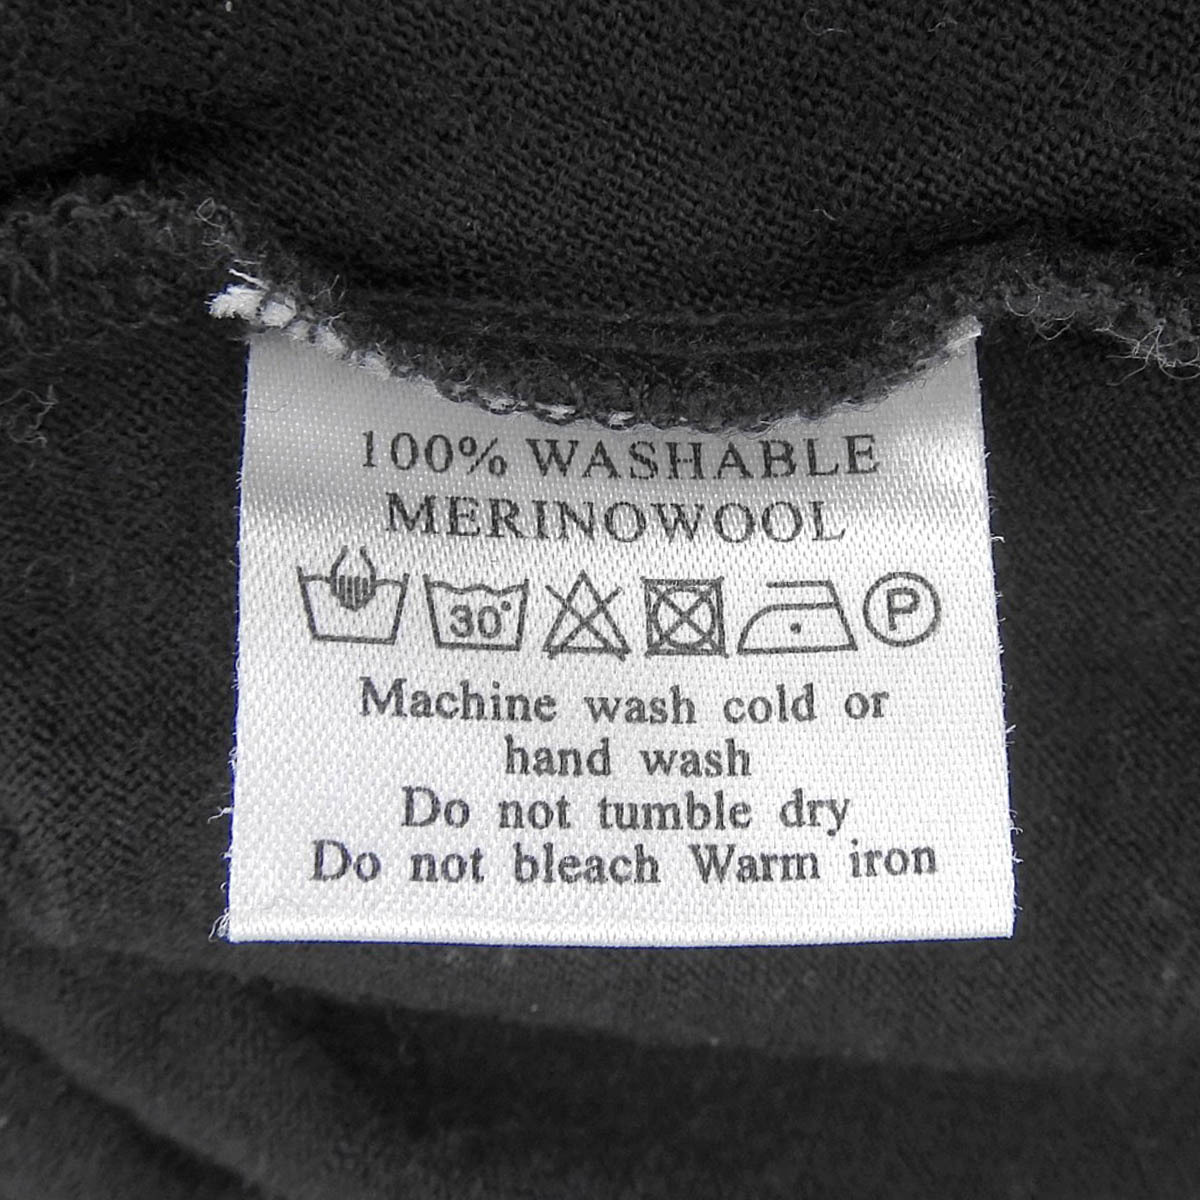 100% WASHABLE
MERINOWOOL
30° P
Machine wash cold or
hand wash
Do not tumble dry
Do not bleach Warm iron